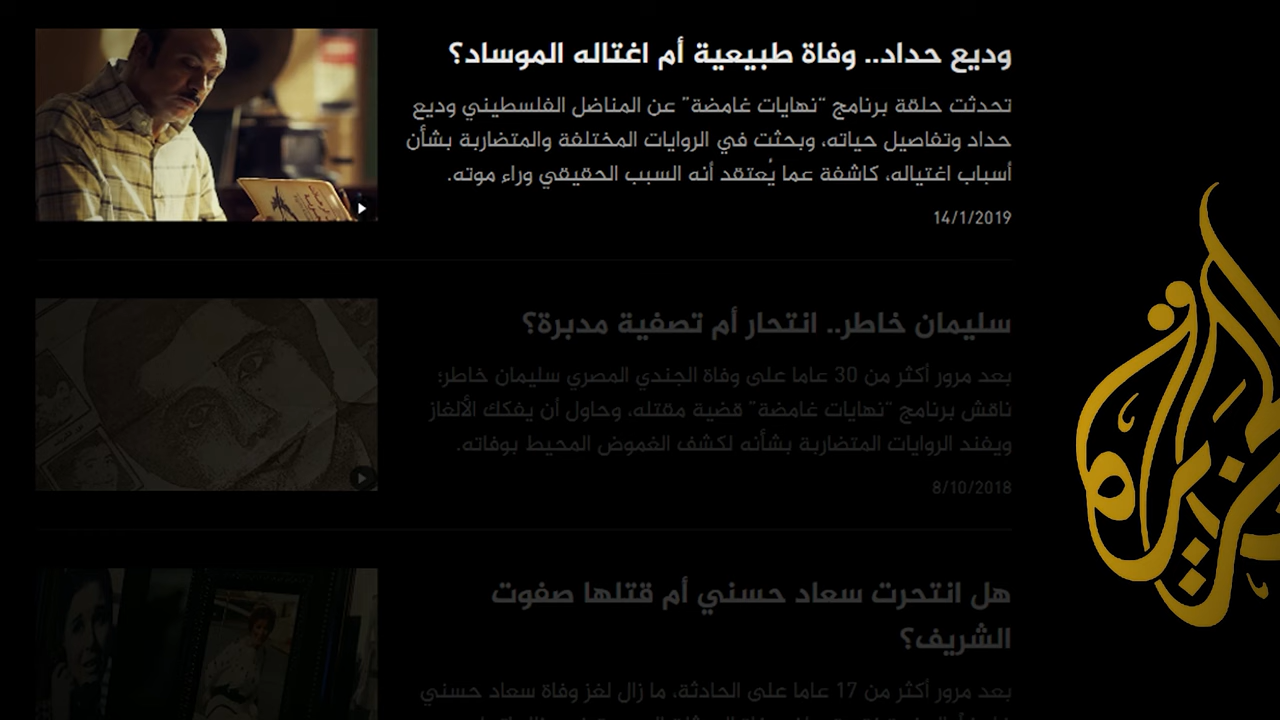 وديع حداد.. وفاة طبيعية أم اغتاله الموساد؟
تحدثت حلقة برنامج “نهايات غامضة” عن المناضل الفلسطيني وديع
حداد وتفاصيل حياته، وبحثت في الروايات المختلفة والمتضاربة بشأن
أسباب اغتياله، كاشفة عما يُعتقد أنه السبب الحقيقي وراء موته.
14/1/2019
سليمان خاطر.. انتحار أم تصفية مدبرة؟
بعد مرور أكثر من 30 عاما على وفاة الجندي المصري سليمان خاطر؛
ناقش برنامج “نهايات غامضة” قضية مقتله، وحاول أن يفكك الألغاز
ويفند الروايات المتضاربة بشأنه لكشف الغموض المحيط بوفاته.
8/10/2018
هل انتحرت سعاد حسني أم قتلها صفوت
الشريف؟
بعد مرور أكثر من 17 عاما على الحادثة، ما زال لغز وفاة سعاد حسني
الجزيرة